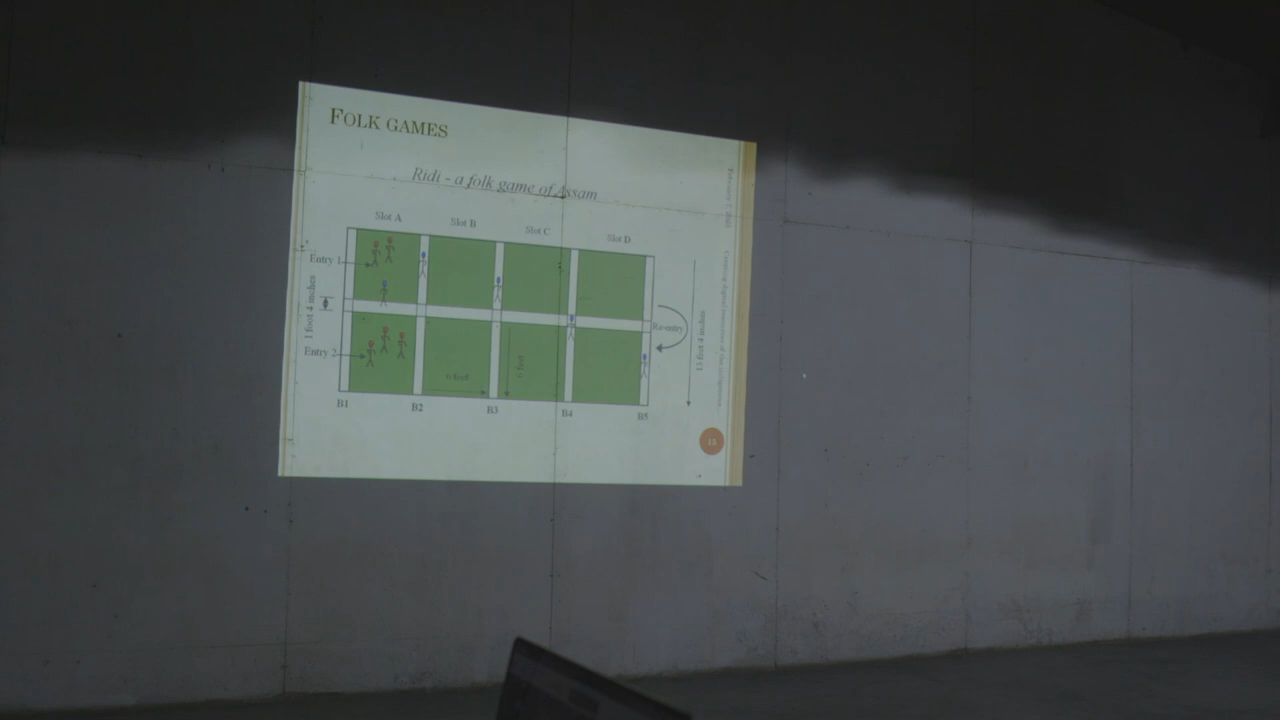 FOLK GAMES
Ridi - a folk game of Assam
Slot A
Slot B
Slot C
Slot D
Entry 1
1 foot 4 inches
Entry 2
6 foot
6 foot
Re-entry
13 foot 4 inches
B1
B2
B3
B4
B5
13